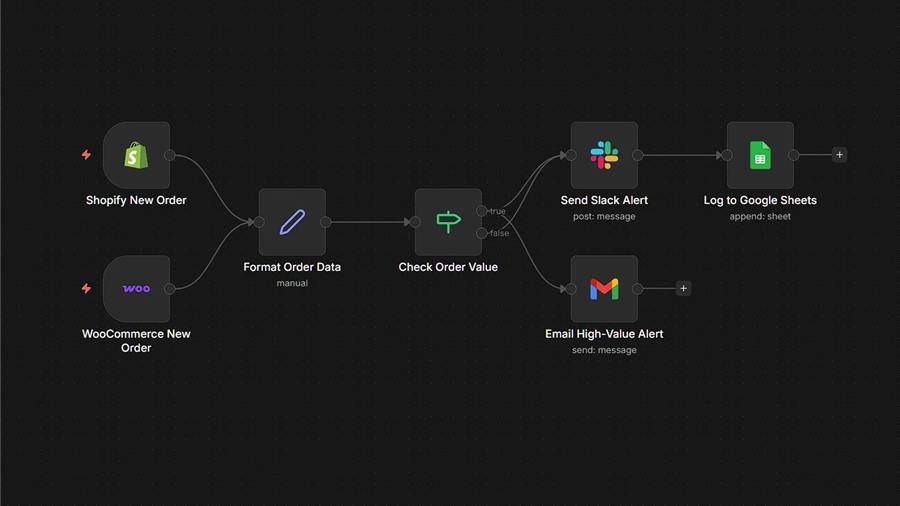 Shopify New Order
WOO
WooCommerce New
Order
Format Order Data
manual
Check Order Value
true
false
Send Slack Alert
post: message
Log to Google Sheets
append: sheet
Email High-Value Alert
send: message